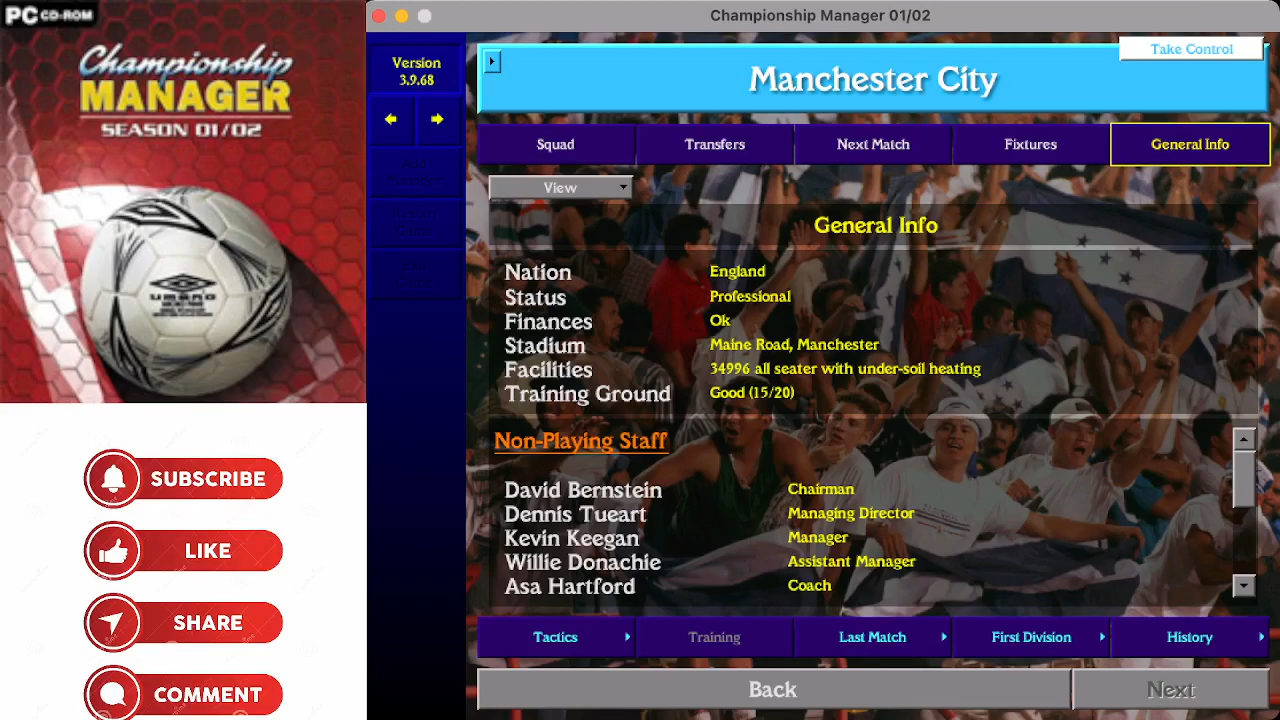 PC CD-ROM
Championship
MANAGER
SEASON 01/02
UMBRO
SUBSCRIBE
LIKE
SHARE
COMMENT
Championship Manager 01/02
Version
3.9.68
Take Control
Manchester City
Squad
Transfers
Next Match
Fixtures
General Info
View
General Info
Nation England
Status Professional
Finances Ok
Stadium Maine Road, Manchester
Facilities 34996 all seater with under-soil heating
Training Ground Good (15/20)
Non-Playing Staff
David Bernstein Chairman
Dennis Tueart Managing Director
Kevin Keegan Manager
Willie Donachie Assistant Manager
Asa Hartford Coach
Tactics
Training
Last Match
First Division
History
Back
Next